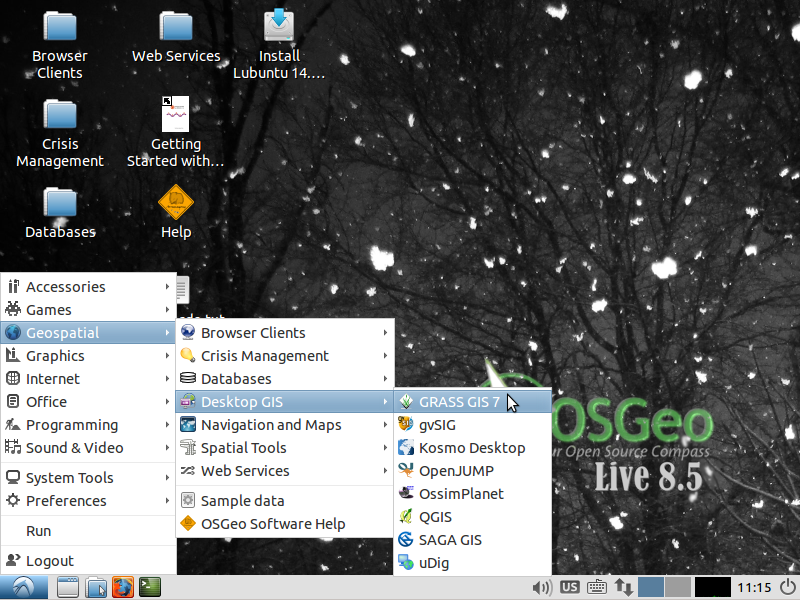 Browser
Clients
Web Services
Install
Lubuntu 14.…
Crisis
Management
Getting
Started with…
Databases
Help
Accessories
Games
Geospatial
Graphics
Internet
Office
Programming
Sound & Video
System Tools
Preferences
Run
Logout
Browser Clients
Crisis Management
Databases
Desktop GIS
Navigation and Maps
Spatial Tools
Web Services
Sample data
OSGeo Software Help
GRASS GIS 7
gvSIG
Kosmo Desktop
OpenJUMP
OssimPlanet
QGIS
SAGA GIS
uDig
OSGeo
ur Open Source Compass
Live 8.5
US
11:15